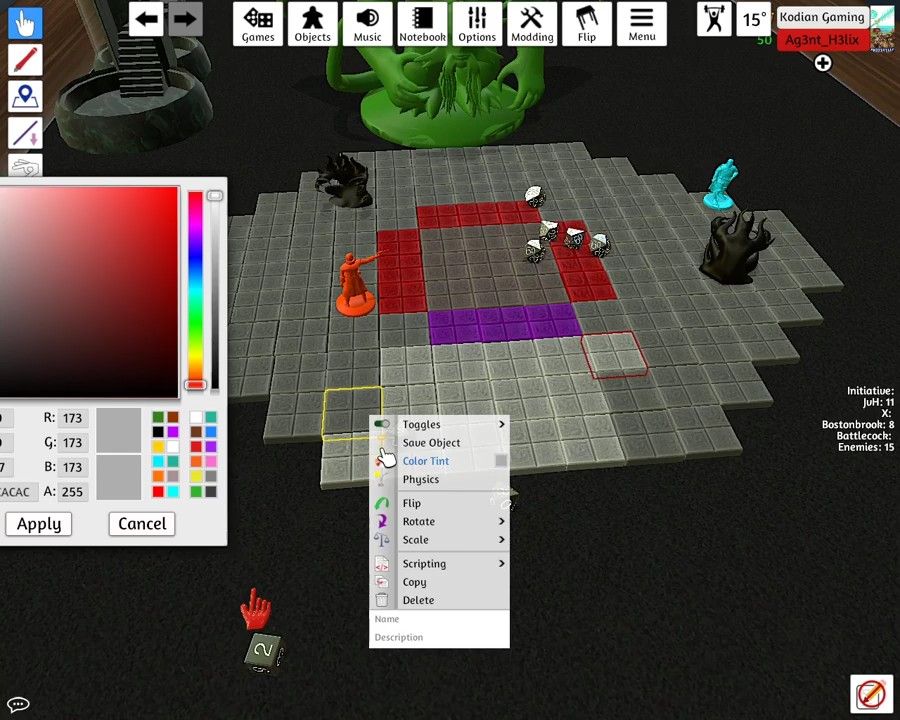 Games
Objects
Music
Notebook
Options
Modding
Flip
Menu
15°
Kodian Gaming
50
Ag3nt_H3lix
R: 173
G: 173
B: 173
A: 255
ACAC
Apply
Cancel
Toggles
Save Object
Color Tint
Physics
Flip
Rotate
Scale
Scripting
Copy
Delete
Name
Description
Initiative:
JuH: 11
X:
Bostonbrook: 8
Battlecock:
Enemies: 15
2